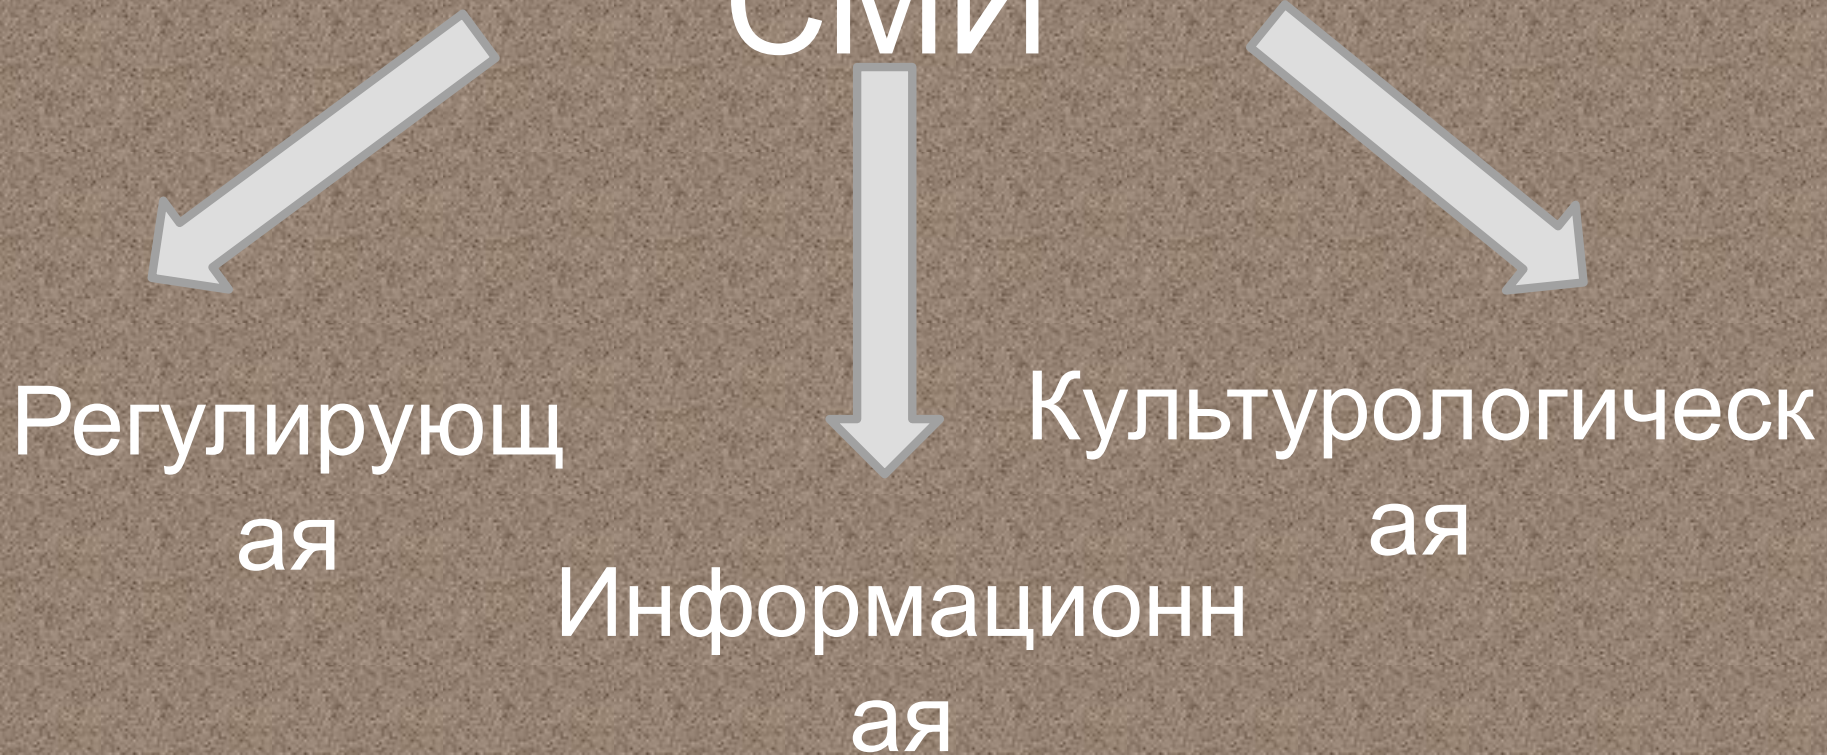 СМИ
Регулирующ
ая
Информационн
ая
Культурологическ
ая